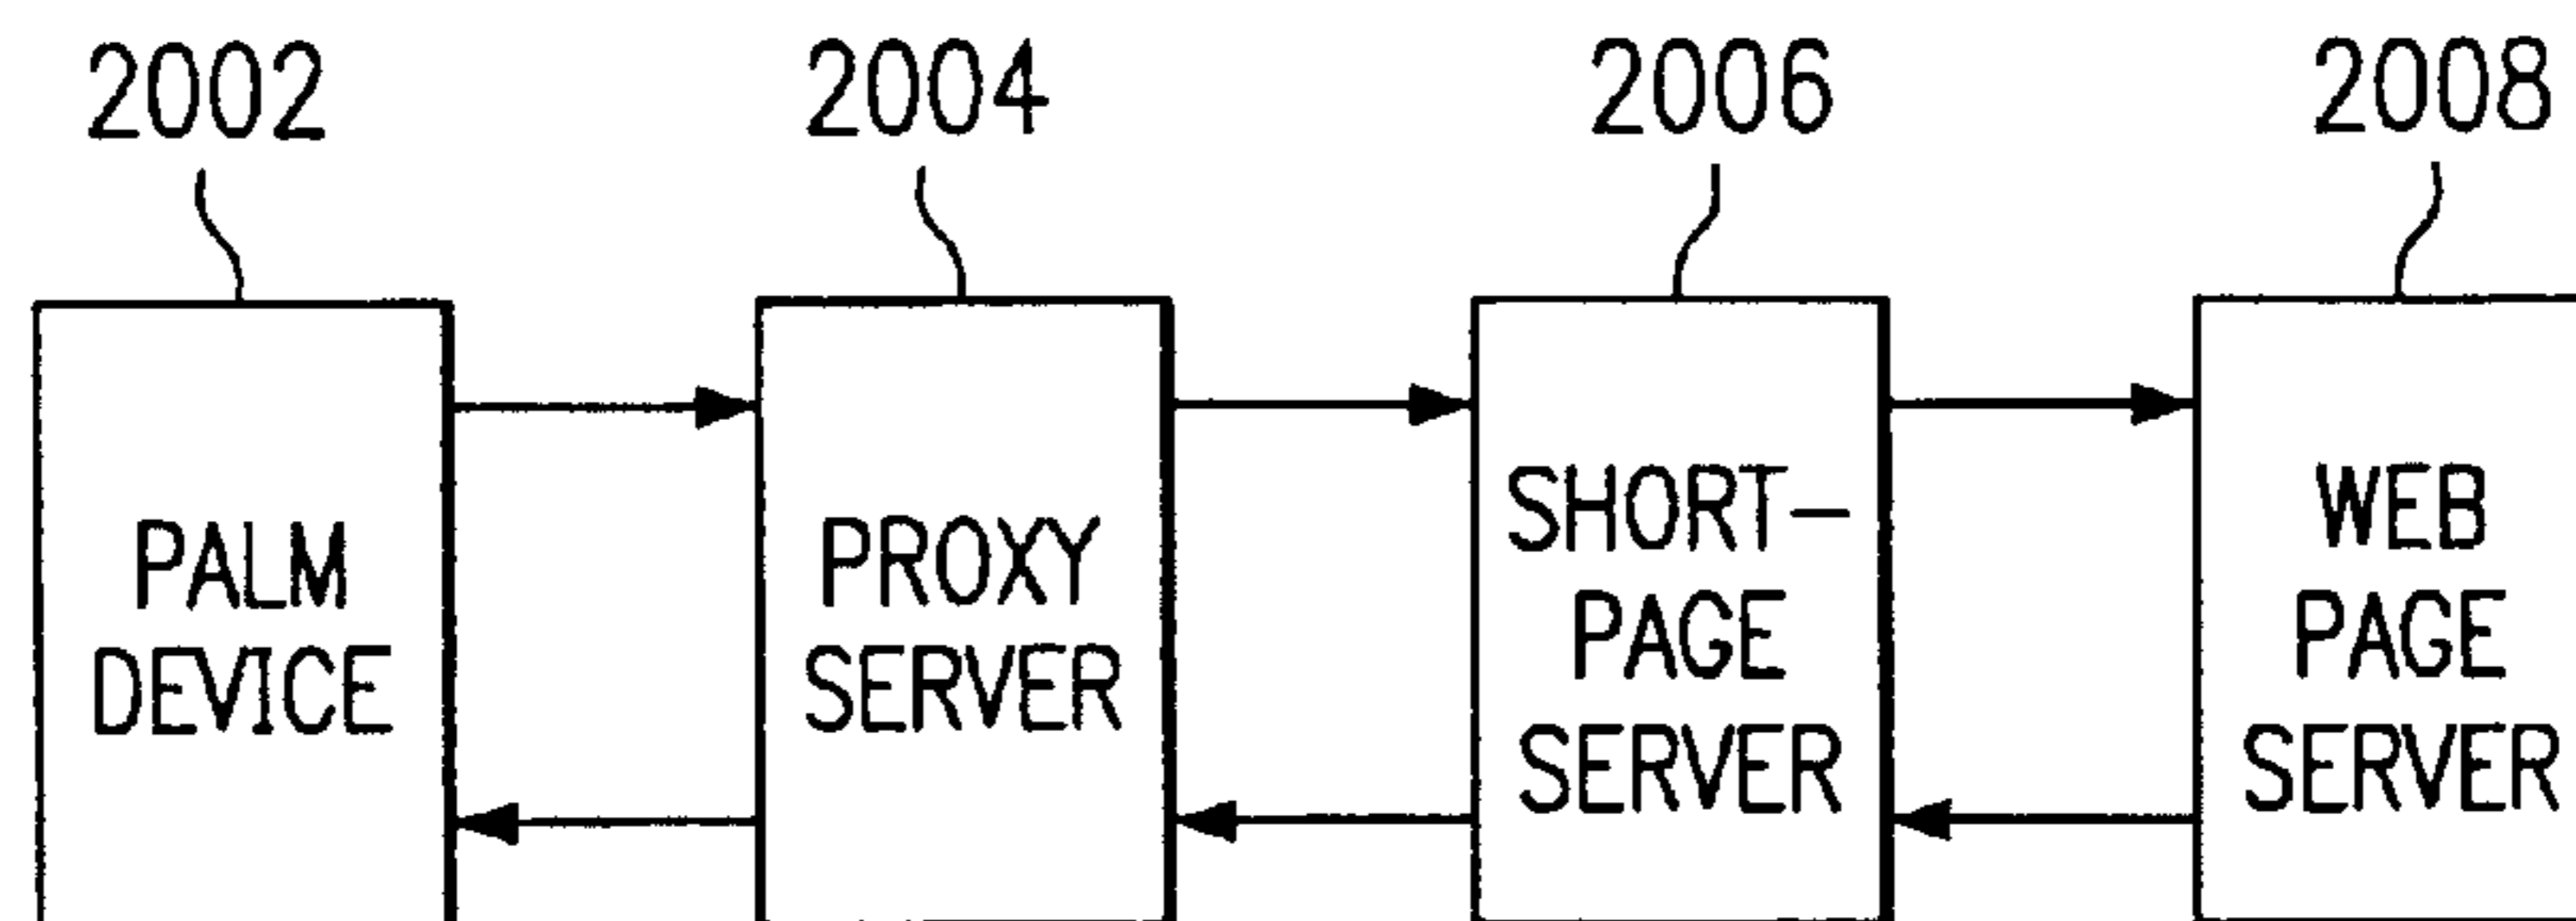 2002
2004
2006
2008
PALM
DEVICE
PROXY
SERVER
SHORT-
PAGE
SERVER
WEB
PAGE
SERVER